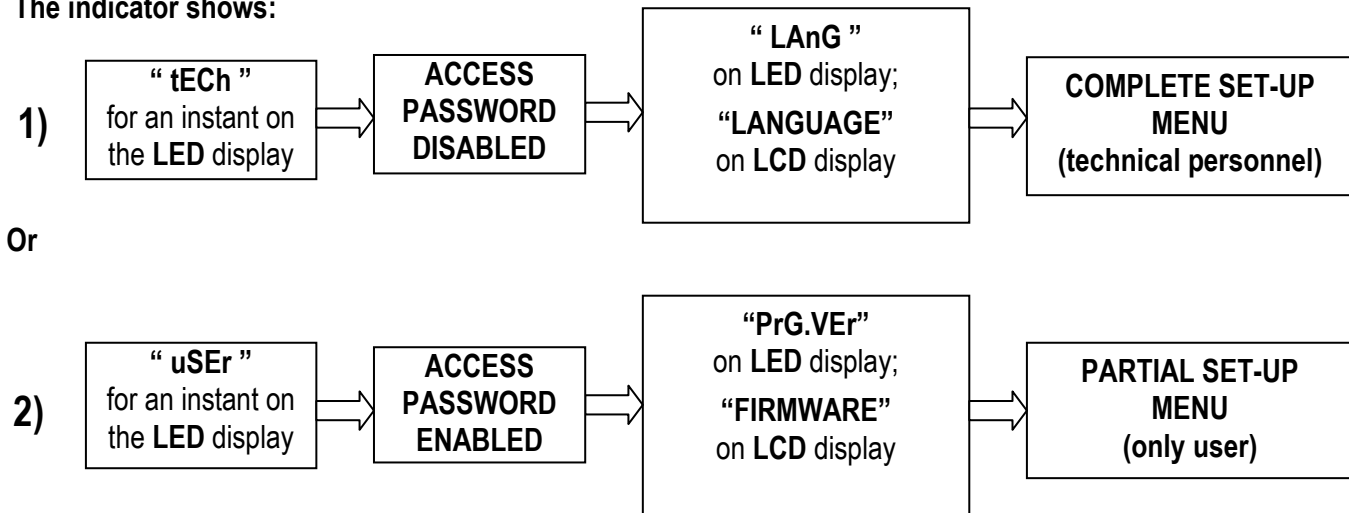 The indicator shows:
1)
“ tECh ”
for an instant on
the LED display
ACCESS
PASSWORD
DISABLED
“ LAnG ”
on LED display;
“LANGUAGE”
on LCD display
COMPLETE SET-UP
MENU
(technical personnel)
Or
2)
“ uSEr ”
for an instant on
the LED display
ACCESS
PASSWORD
ENABLED
“PrG.VEr”
on LED display;
“FIRMWARE”
on LCD display
PARTIAL SET-UP
MENU
(only user)